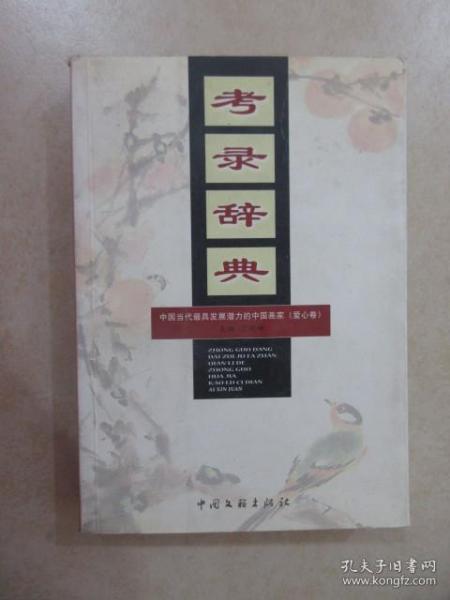 考
录
辞
典
中国当代最具发展潜力的中国画家（爱心卷）
ZHONG GUO DANG
DAI ZUI JU FA ZHAN
QIAN LI DE
ZHONG GUO
HUA JIA
KAO LU CI DIAN
AI XIN JUAN
中国文联出版社
孔夫子旧书网
www.kongfz.com